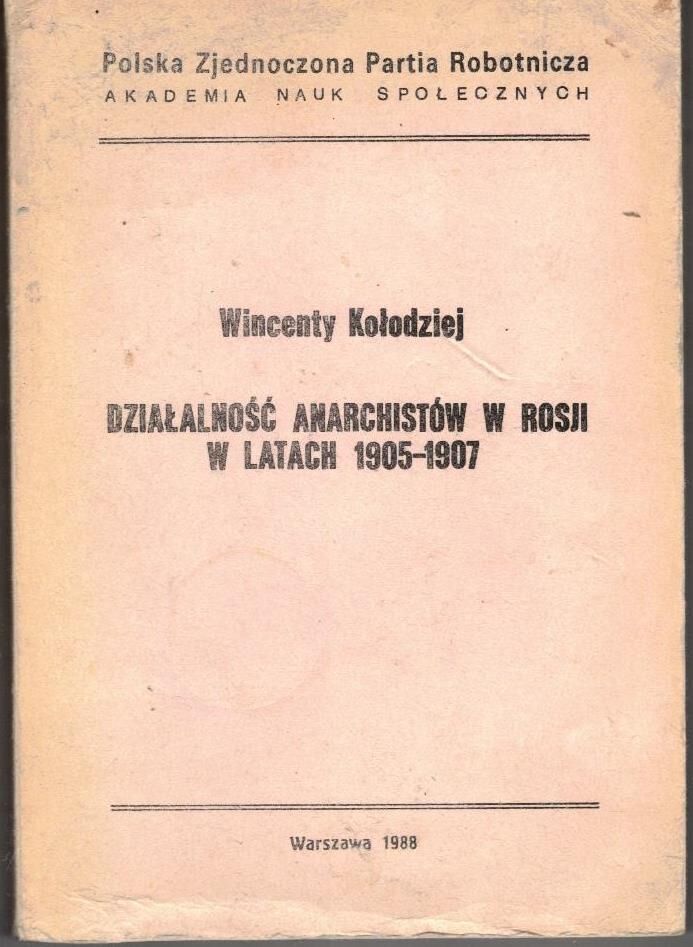 Polska Zjednoczona Partia Robotnicza
AKADEMIA NAUK SPOŁECZNYCH
Wincenty Kołodziej
DZIAŁALNOŚĆ ANARCHISTÓW W ROSJI
W LATACH 1905-1907
Warszawa 1988